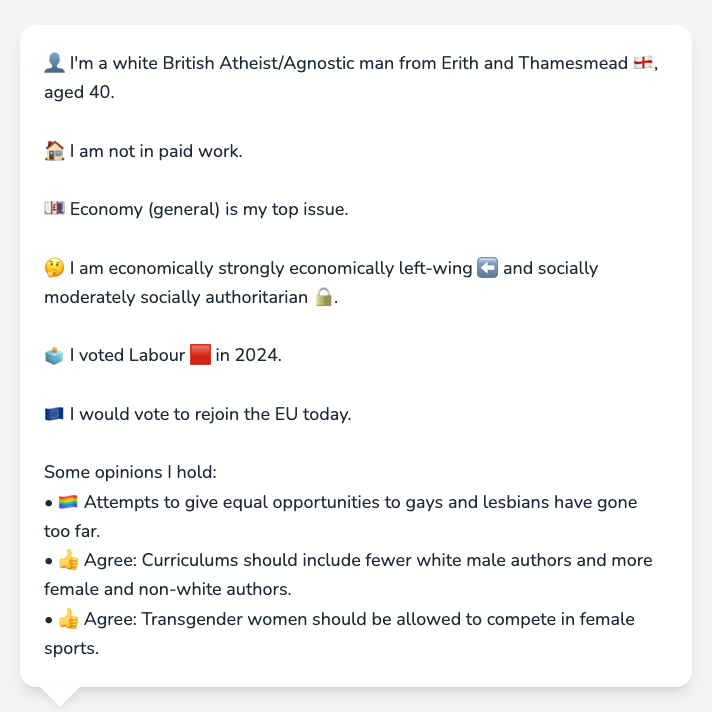 👤 I'm a white British Atheist/Agnostic man from Erith and Thamesmead 🏴󠁧󠁢󠁥󠁮󠁧󠁿,
aged 40.
🏠 I am not in paid work.
💷 Economy (general) is my top issue.
🤔 I am economically strongly economically left-wing ⬅️ and socially
moderately socially authoritarian 🔒.
🗳️ I voted Labour 🟥 in 2024.
🇪🇺 I would vote to rejoin the EU today.
Some opinions I hold:
• 🏳️‍🌈 Attempts to give equal opportunities to gays and lesbians have gone
too far.
• 👍 Agree: Curriculums should include fewer white male authors and more
female and non-white authors.
• 👍 Agree: Transgender women should be allowed to compete in female
sports.